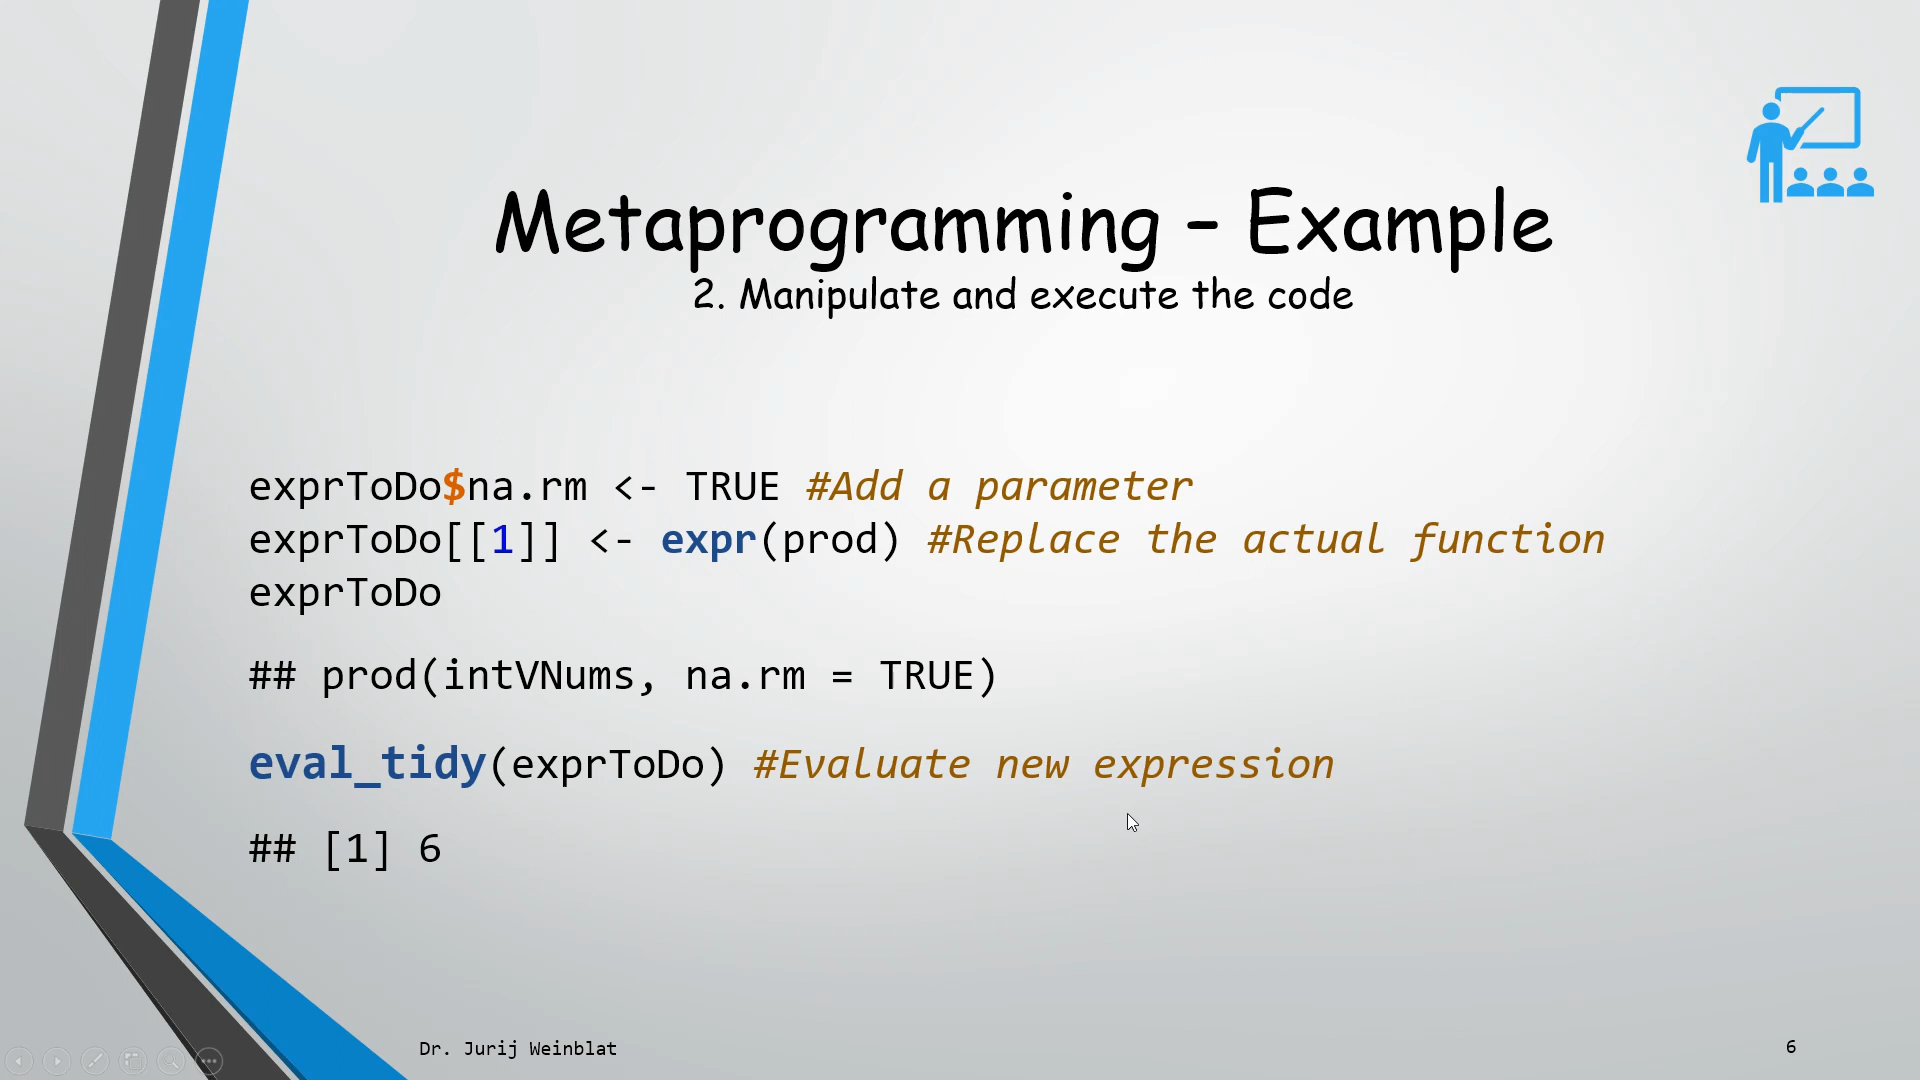 Metaprogramming – Example
2. Manipulate and execute the code
exprToDo$na.rm <- TRUE #Add a parameter
exprToDo[[1]] <- expr(prod) #Replace the actual function
exprToDo
## prod(intVNums, na.rm = TRUE)
eval_tidy(exprToDo) #Evaluate new expression
## [1] 6
Dr. Jurij Weinblat
6